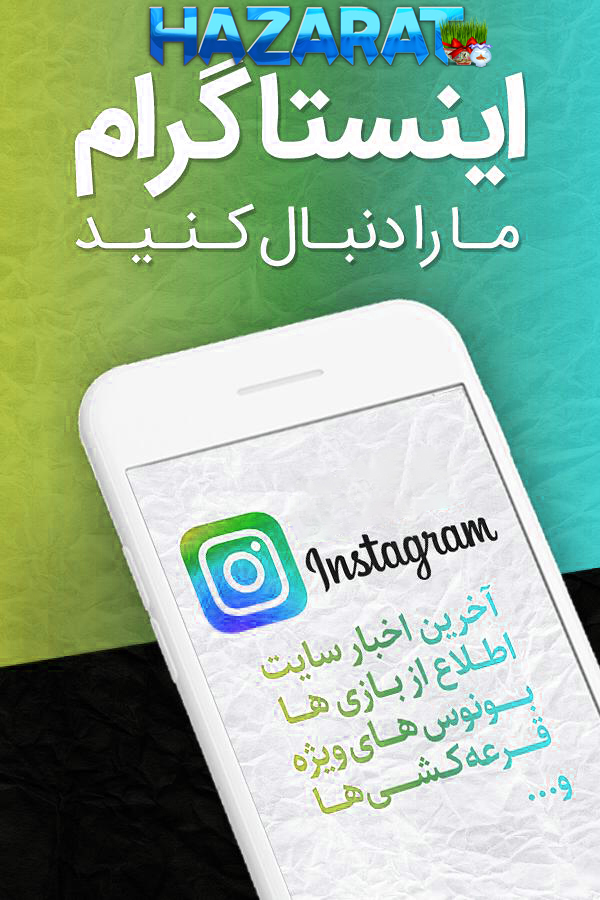 HAZARAT
اینستاگرام
ما را دنبال کنید
Instagram
آخرین اخبار سایت
اطلاع از بازی ها
بونوس های ویژه
قرعه کشی ها
و...